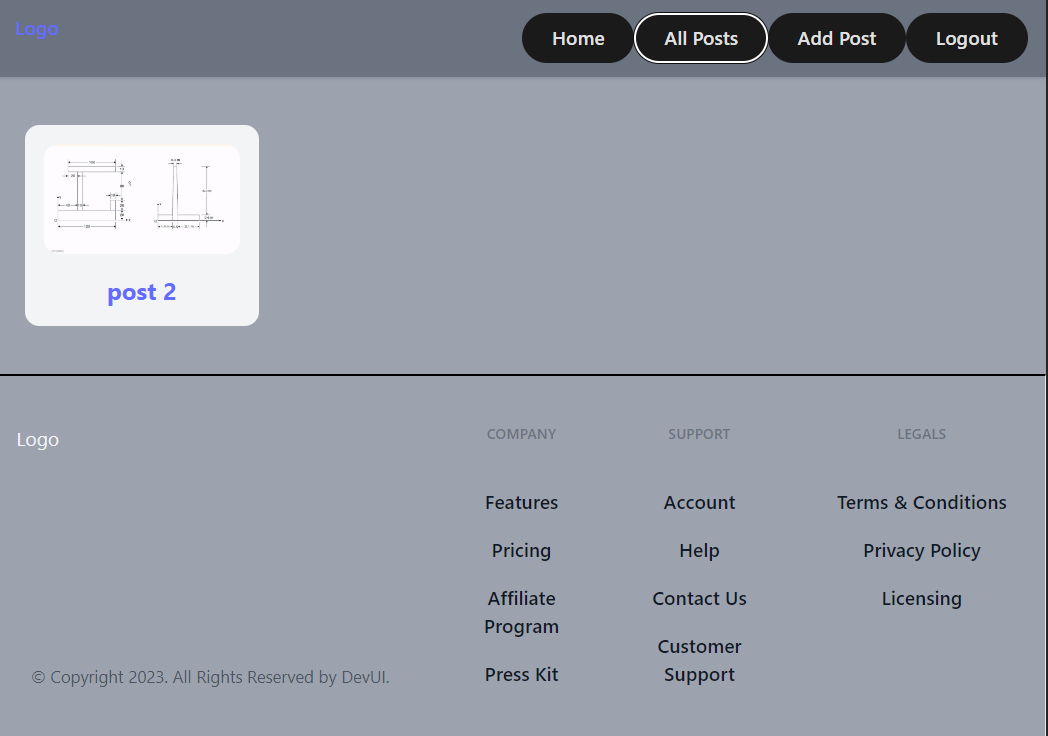 Logo
Home
All Posts
Add Post
Logout
post 2
Logo
COMPANY
Features
Pricing
Affiliate
Program
Press Kit
SUPPORT
Account
Help
Contact Us
Customer
Support
LEGALS
Terms & Conditions
Privacy Policy
Licensing
© Copyright 2023. All Rights Reserved by DevUI.